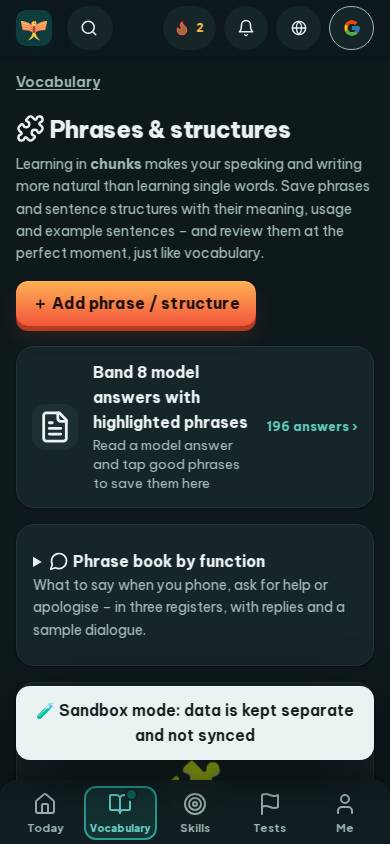 2
Vocabulary
Phrases & structures
Learning in chunks makes your speaking and writing
more natural than learning single words. Save phrases
and sentence structures with their meaning, usage
and example sentences – and review them at the
perfect moment, just like vocabulary.
+ Add phrase / structure
Band 8 model
answers with
highlighted phrases
196 answers ›
Read a model answer
and tap good phrases
to save them here
Phrase book by function
What to say when you phone, ask for help or
apologise – in three registers, with replies and a
sample dialogue.
Sandbox mode: data is kept separate
and not synced
Today Vocabulary Skills Tests Me